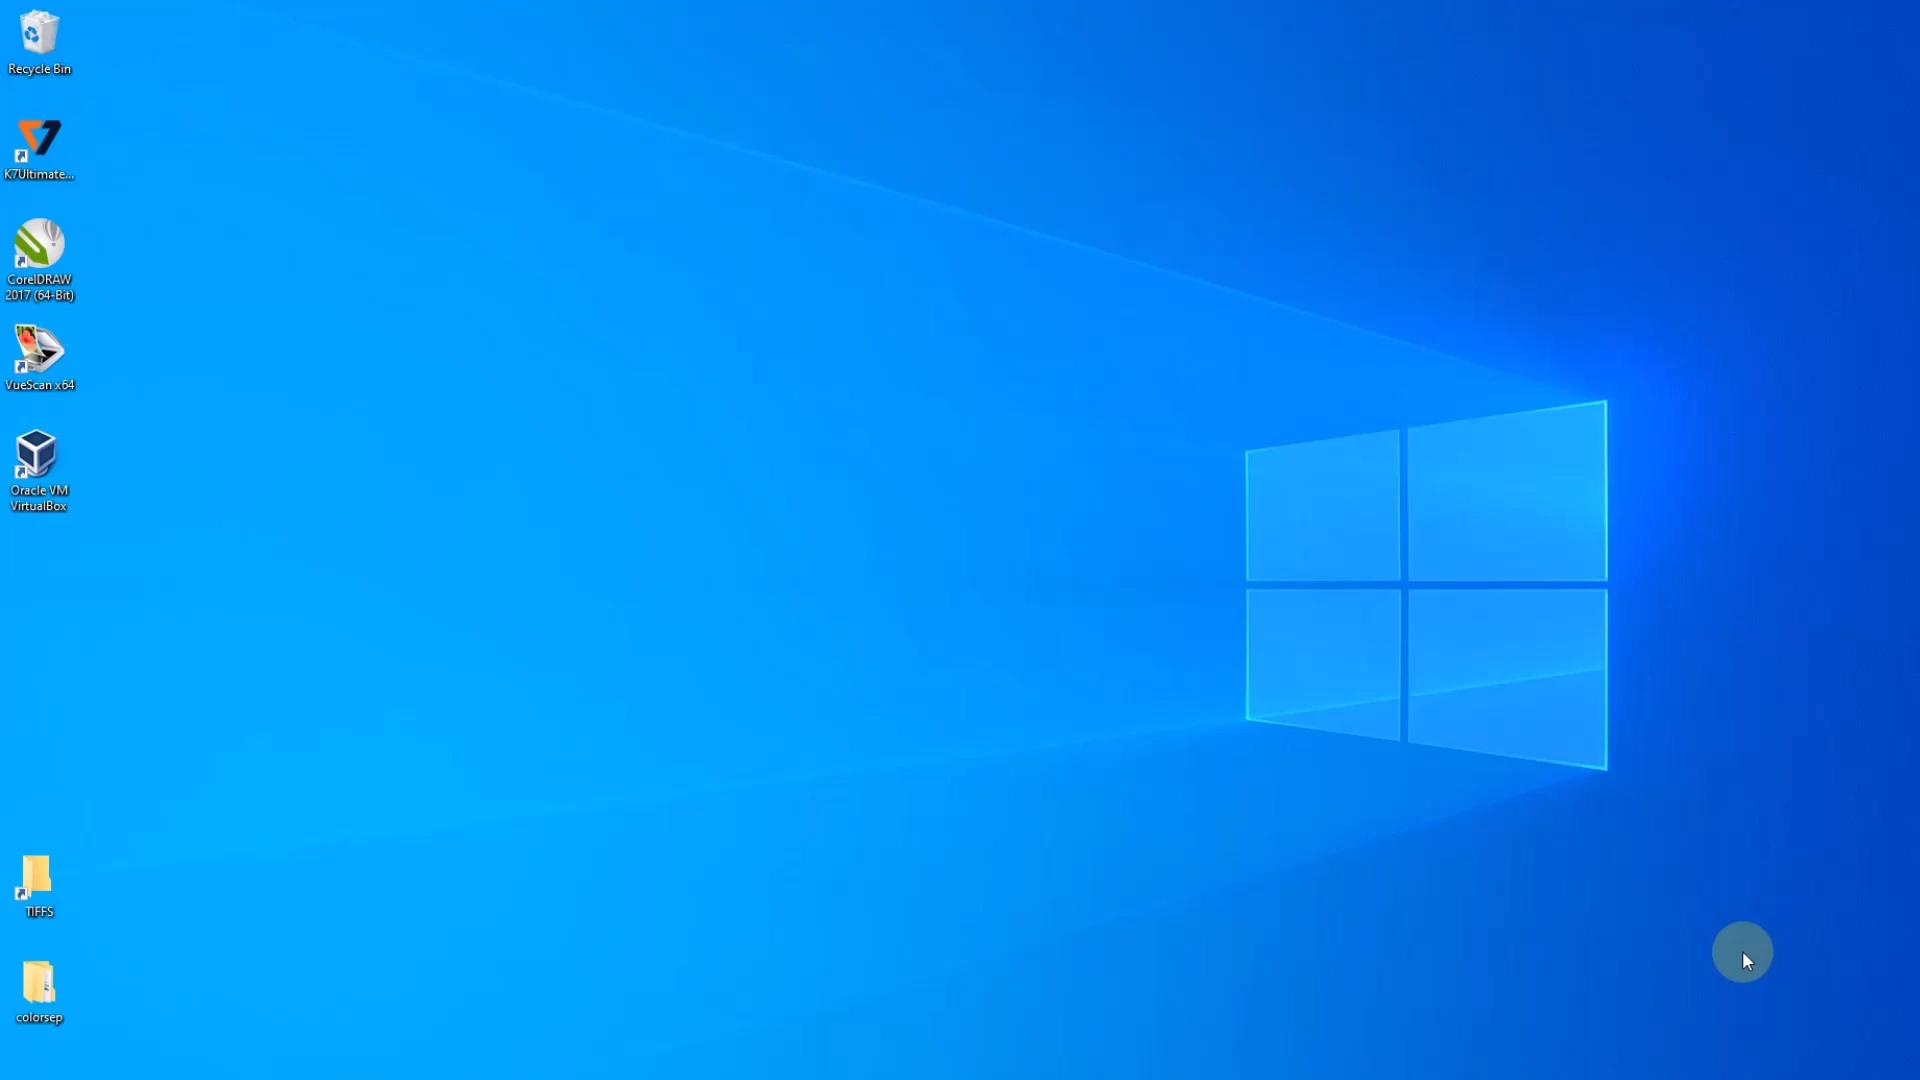 Recycle Bin
K7Ultimate...
CorelDRAW
2017 (64-Bit)
VueScan x64
Oracle VM
VirtualBox
TIFFS
colorsep